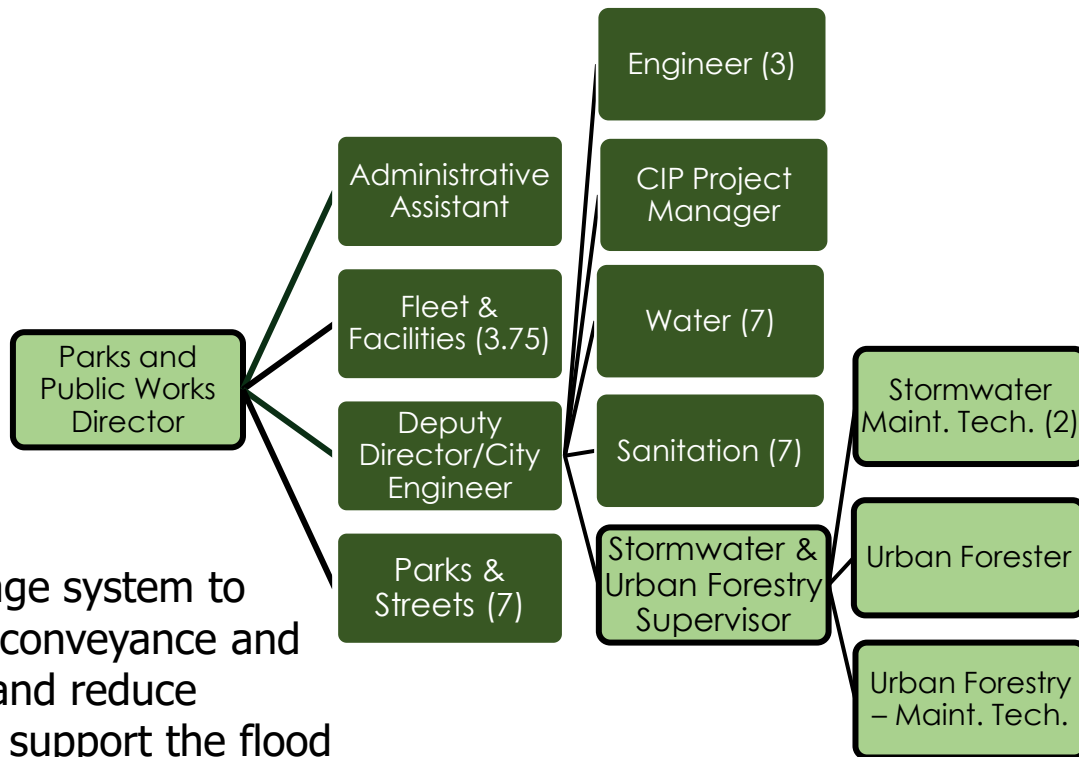 Parks and
Public Works
Director
Administrative
Assistant
Fleet &
Facilities (3.75)
Deputy
Director/City
Engineer
Parks &
Streets (7)
Engineer (3)
CIP Project
Manager
Water (7)
Sanitation (7)
Stormwater &
Urban Forestry
Supervisor
Stormwater
Maint. Tech. (2)
Urban Forester
Urban Forestry
– Maint. Tech.
system to
conveyance and
and reduce
support the flood